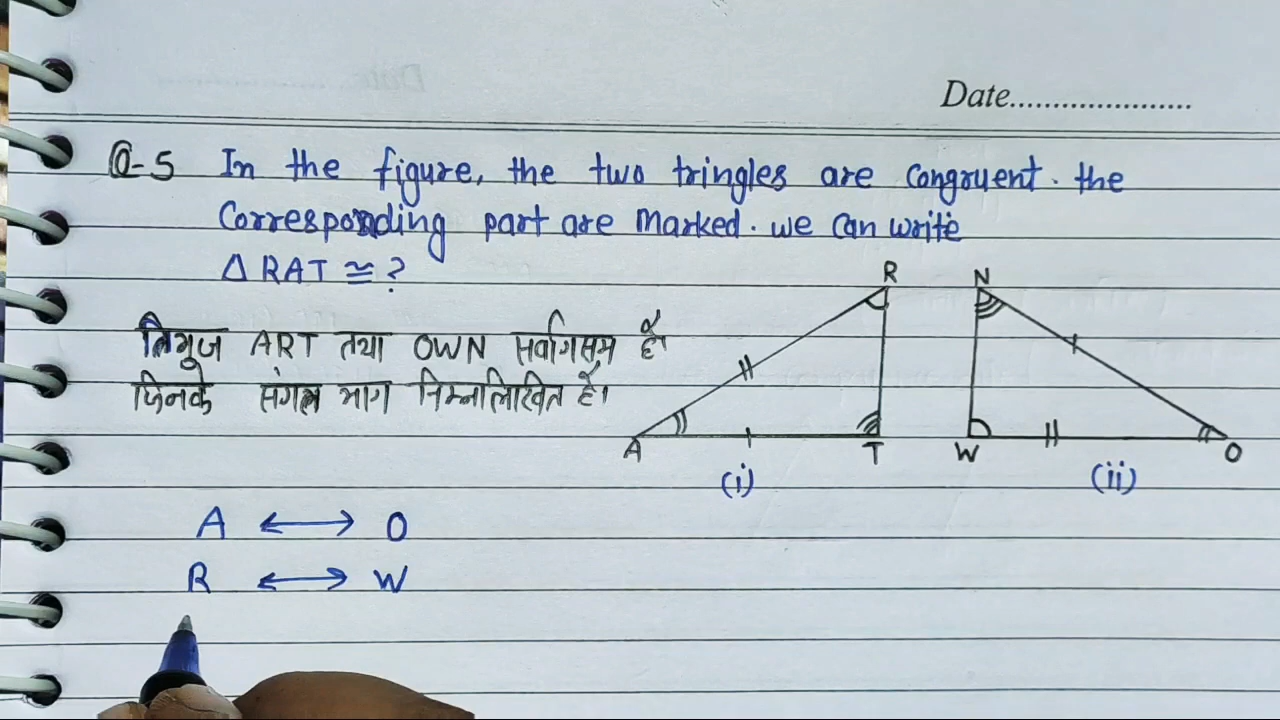 Date.....................
Q-5 In the figure, the two tringles are congruent. the
Corresponding part are marked. we can write
Δ RAT ≅ ?
त्रिभूज ART तथा OWN सर्वागसम है।
जिनके संगत भाग निम्नलिखित है।
R
N
A
T
W
O
(i)
(ii)
A ⟷ O
R ⟷ W